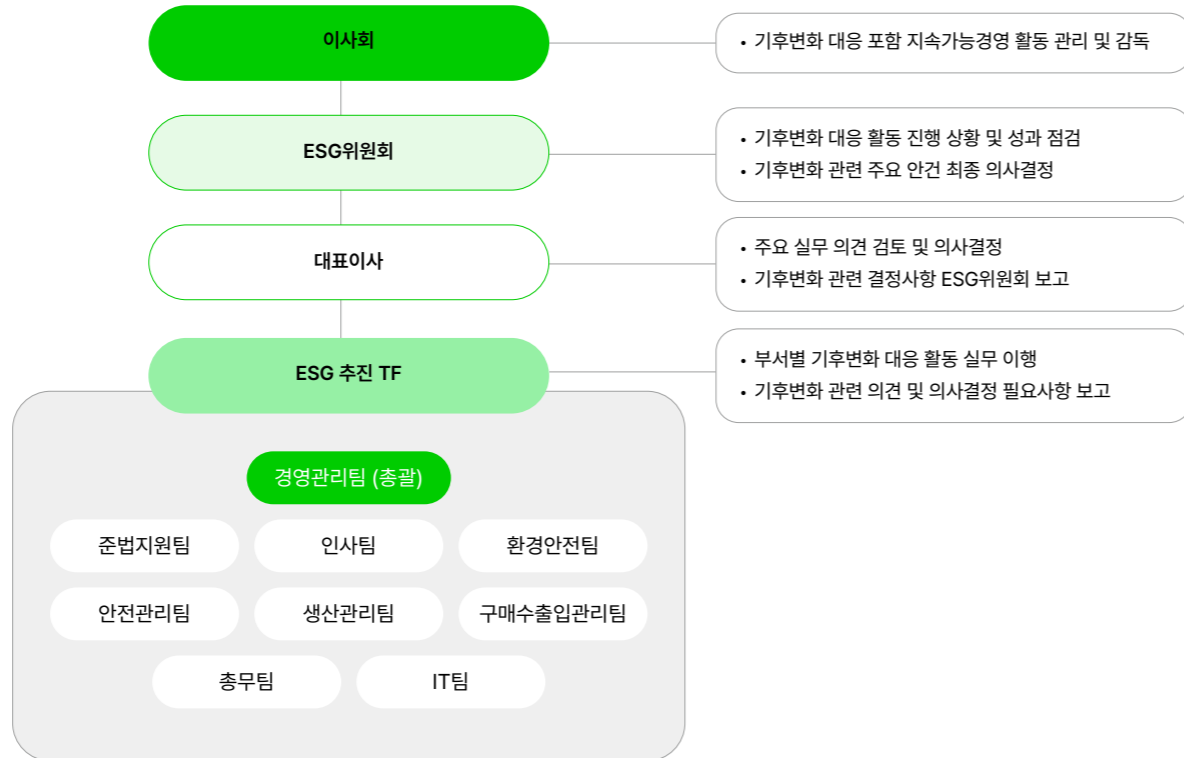 이사회
• 기후변화 대응 포함 지속가능경영 활동 관리 및 감독
ESG위원회
• 기후변화 대응 활동 진행 상황 및 성과 점검
• 기후변화 관련 주요 안건 최종 의사결정
대표이사
• 주요 실무 의견 검토 및 의사결정
• 기후변화 관련 결정사항 ESG위원회 보고
ESG 추진 TF
• 부서별 기후변화 대응 활동 실무 이행
• 기후변화 관련 의견 및 의사결정 필요사항 보고
경영관리팀 (총괄)
준법지원팀 인사팀 환경안전팀
안전관리팀 생산관리팀 구매수출입관리팀
총무팀 IT팀